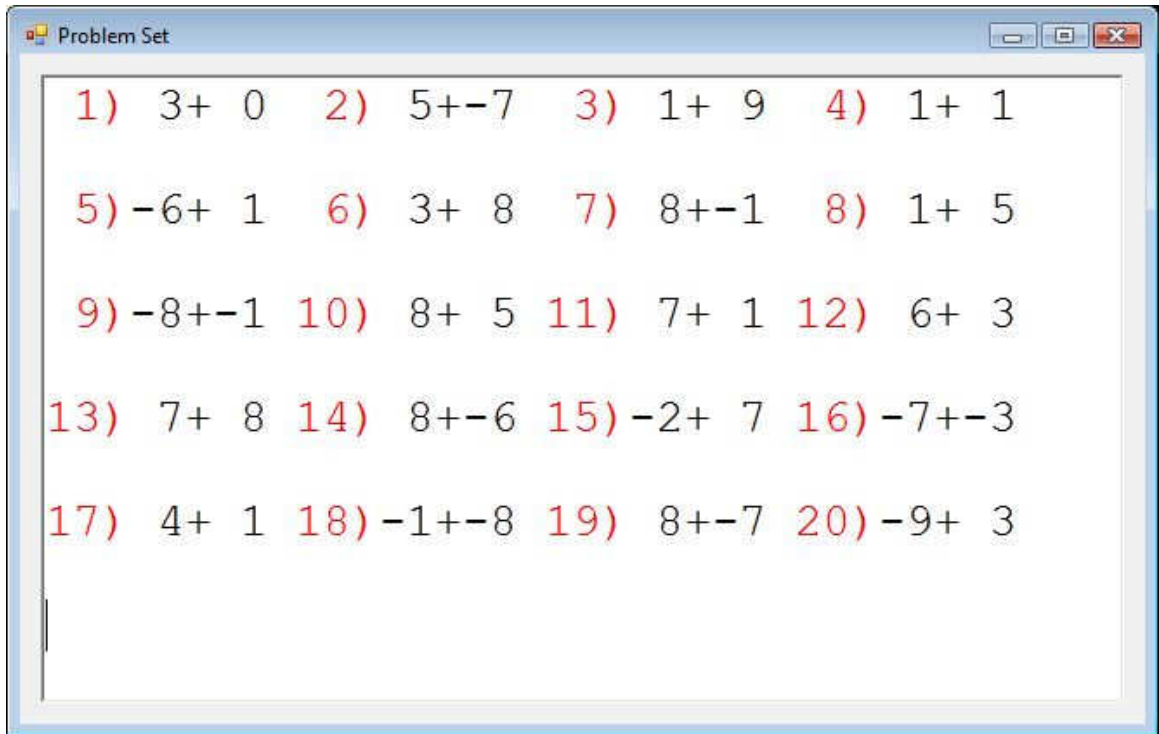 Problem Set
1) 3+ 0 2) 5+-7 3) 1+ 9 4) 1+ 1
5)-6+ 1 6) 3+ 8 7) 8+-1 8) 1+ 5
9)-8+-1 10) 8+ 5 11) 7+ 1 12) 6+ 3
13) 7+ 8 14) 8+-6 15)-2+ 7 16)-7+-3
17) 4+ 1 18)-1+-8 19) 8+-7 20)-9+ 3